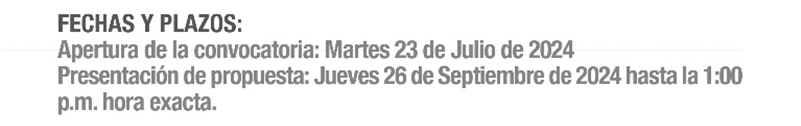 FECHAS Y PLAZOS:
Apertura de la convocatoria: Martes 23 de Julio de 2024
Presentación de propuesta: Jueves 26 de Septiembre de 2024 hasta la 1:00
p.m. hora exacta.